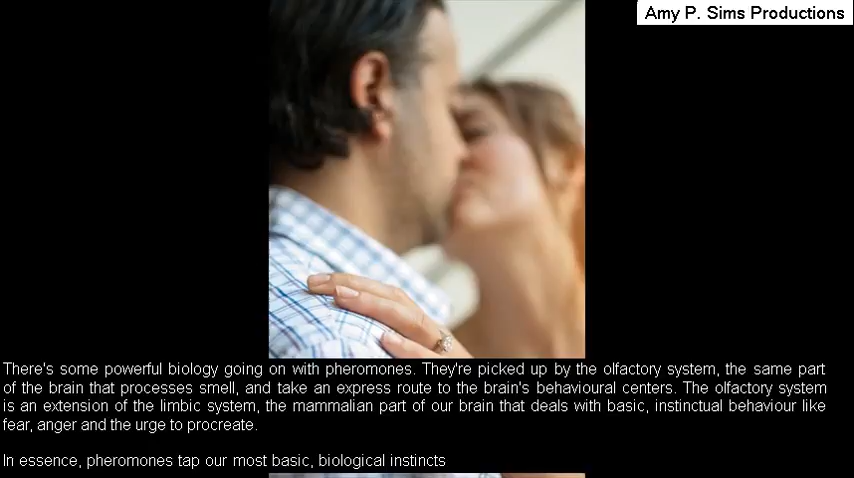 Amy P. Sims Productions
There's some powerful biology going on with pheromones. They're picked up by the olfactory system, the same part
of the brain that processes smell, and take an express route to the brain's behavioural centers. The olfactory system
is an extension of the limbic system, the mammalian part of our brain that deals with basic, instinctual behaviour like
fear, anger and the urge to procreate.
In essence, pheromones tap our most basic, biological instincts